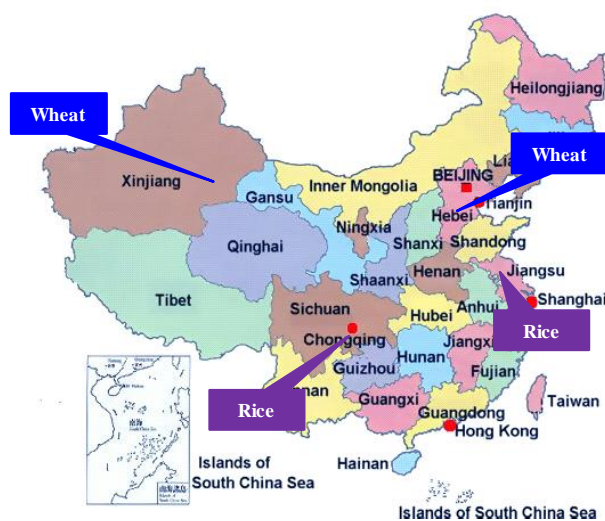 Heilongjiang
Wheat
Wheat
BEIJING
Xinjiang
Inner Mongolia
Gansu
Tianjin
Hebei
Ningxia
Shanxi
Shandong
Qinghai
Henan
Jiangsu
Shaanxi
Tibet
Sichuan
Anhui
Shanghai
Hubei
Rice
Chongqing
Jiangxi
Hunan
Guizhou
Fujian
Rice
Guangxi
Taiwan
Guangdong
Hong Kong
Hainan
Islands of
South China Sea
Islands of South China Sea